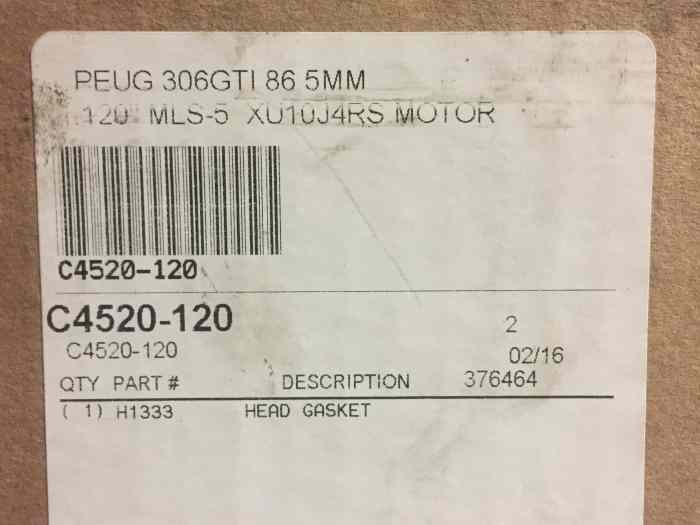 PEUG 306GTI 86 5MM
.120" MLS-5 XU10J4RS MOTOR
C4520-120
C4520-120
2
C4520-120
02/16
QTY PART # DESCRIPTION 376464
( 1) H1333 HEAD GASKET